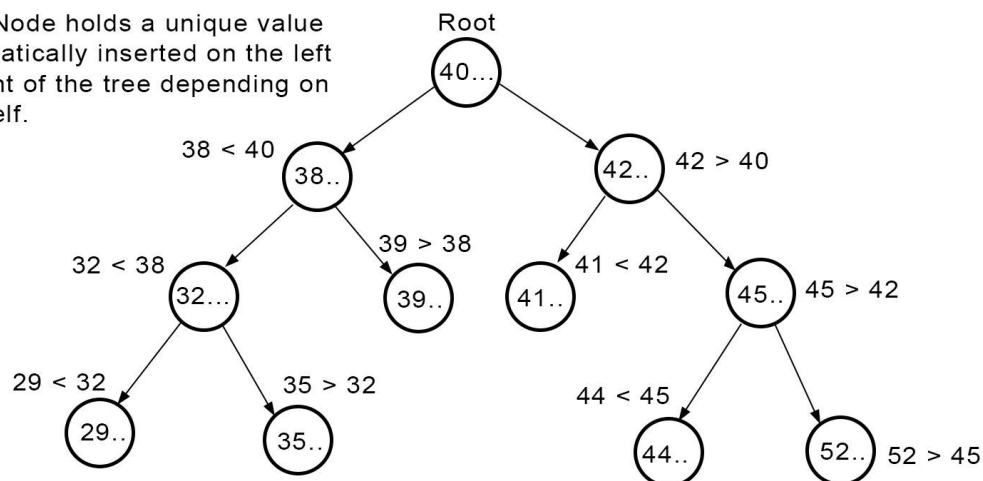 Node holds a unique value
atically inserted on the left
nt of the tree depending on
elf.
Root
40...
38 < 40
38..
42..
42 > 40
32 < 38
39 > 38
41 < 42
32...
39..
41..
45..
45 > 42
29 < 32
35 > 32
44 < 45
29..
35..
44..
52..
52 > 45